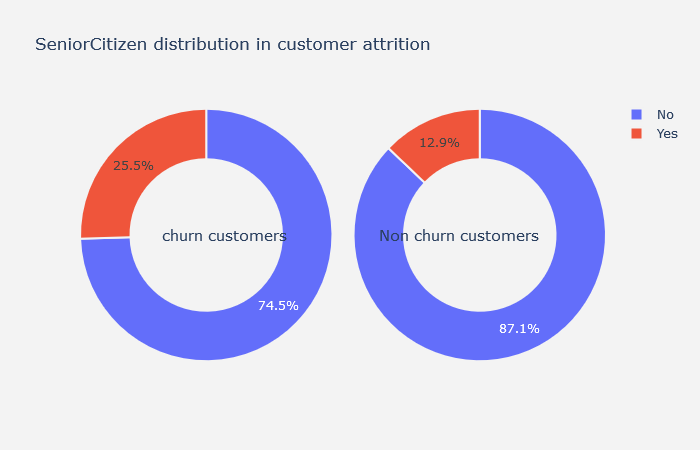 SeniorCitizen distribution in customer attrition
No
Yes
25.5%
12.9%
churn customers
Non churn customers
74.5%
87.1%